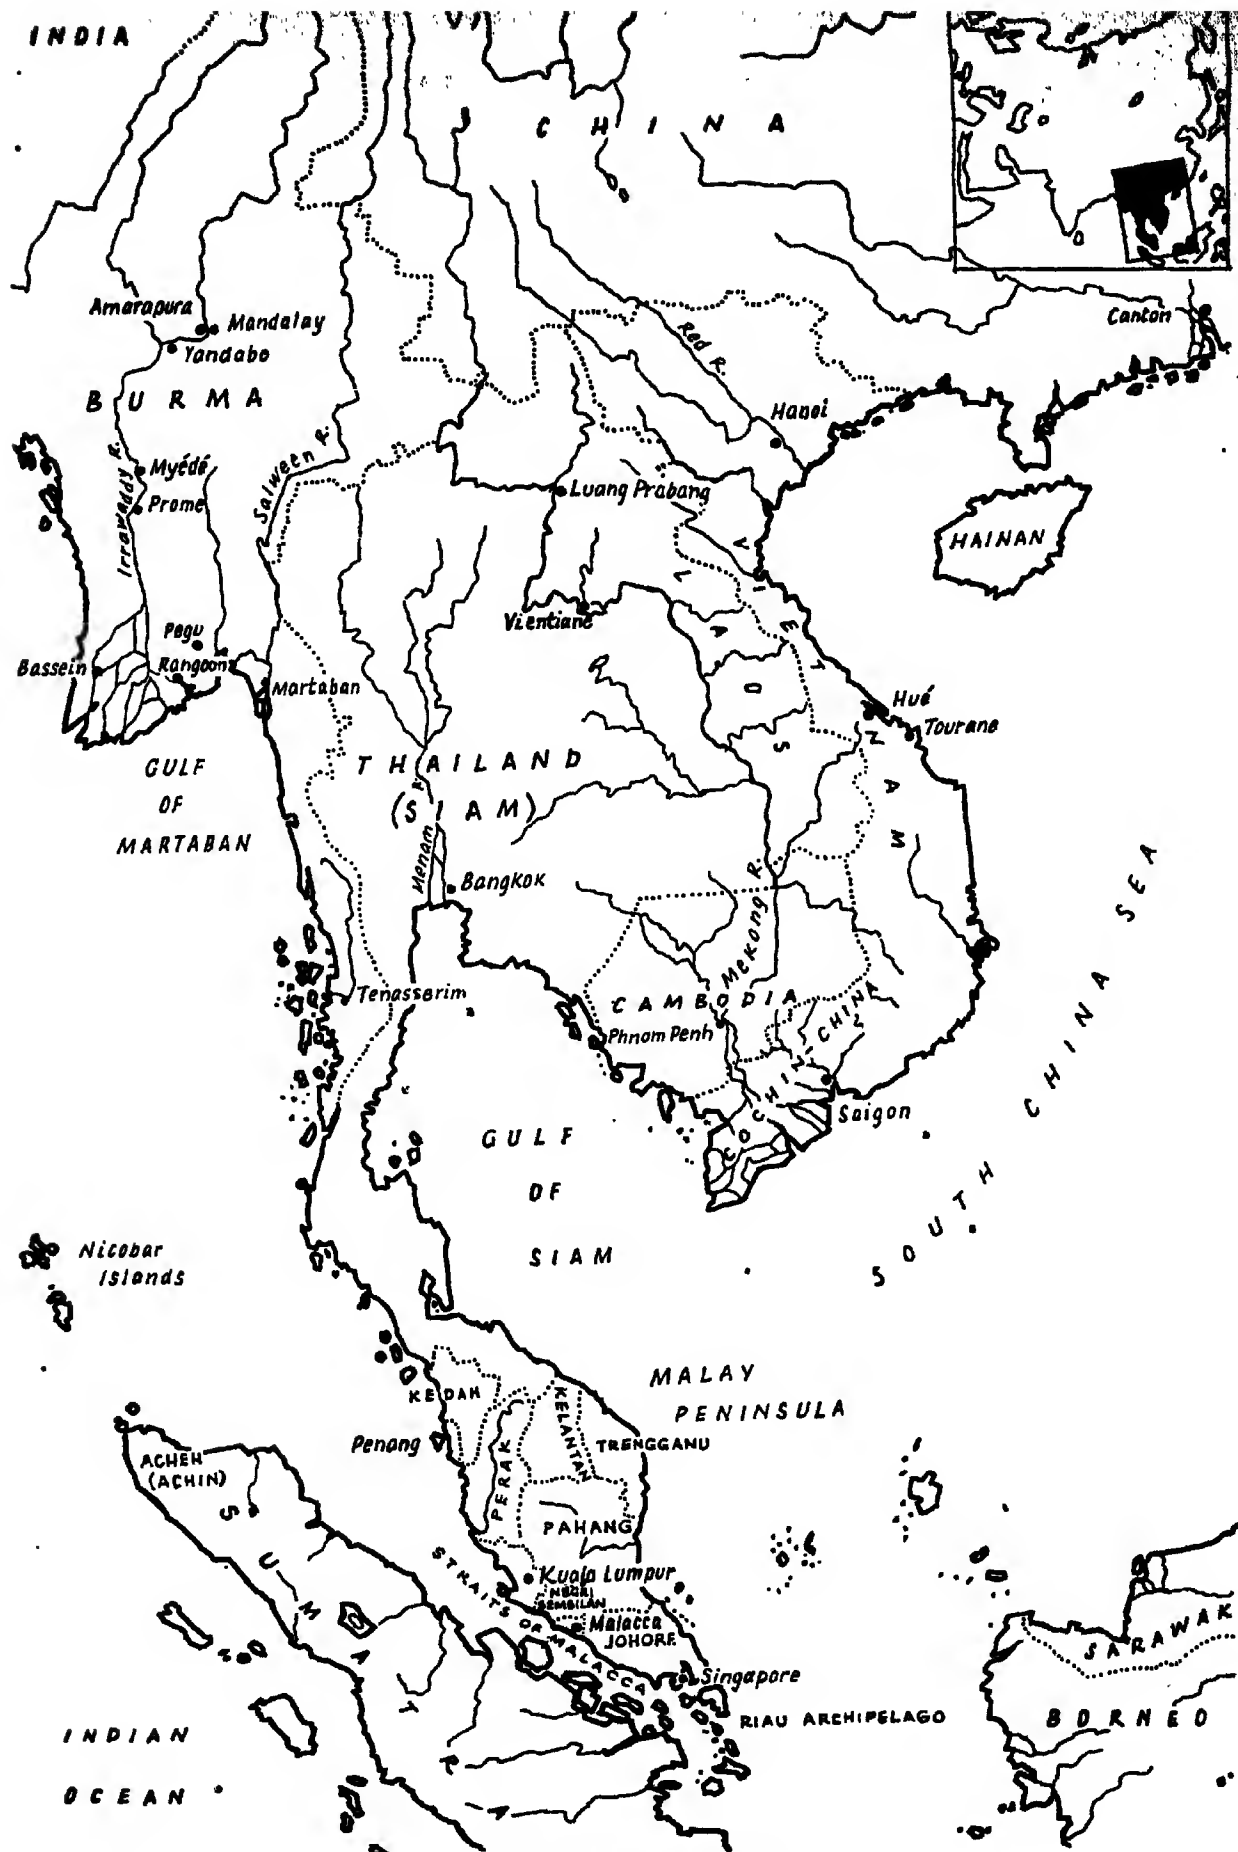 INDIA
CHINA
Amarapura
Mandalay
Yandabo
Canton
Red R.
BURMA
Hanoi
Salween R.
Irrawaddy R.
Myédé
Prome
Luang Prabang
HAINAN
VIETNAM
LAOS
Vientiane
Pegu
Bassein
Rangoon
Martaban
Hué
Tourane
GULF
OF
MARTABAN
THAILAND
(SIAM)
Menam
Bangkok
Mekong R.
SOUTH CHINA SEA
Tenasserim
CAMBODIA
Phnom Penh
COCHIN-CHINA
Saigon
GULF
OF
SIAM
Nicobar
Islands
MALAY
PENINSULA
KEDAH
KELANTAN
Penang
PERAK
TRENGGANU
ACHEH
(ACHIN)
SUMATRA
PAHANG
STRAITS OF MALACCA
Kuala Lumpur
NEGRI
SEMBILAN
Malacca
JOHORE
SARAWAK
Singapore
RIAU ARCHIPELAGO
BORNEO
INDIAN
OCEAN